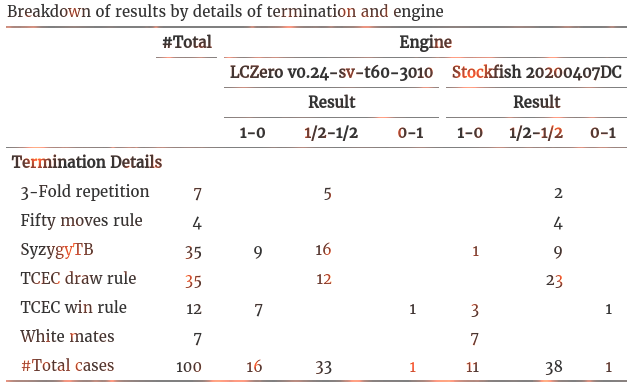 Breakdown of results by details of termination and engine
#Total Engine
LCZero v0.24-sv-t60-3010 Stockfish 20200407DC
Result Result
1-0 1/2-1/2 0-1 1-0 1/2-1/2 0-1
Termination Details
3-Fold repetition 7 5 2
Fifty moves rule 4 4
SyzygyTB 35 9 16 1 9
TCEC draw rule 35 12 23
TCEC win rule 12 7 1 3 1
White mates 7 7
#Total cases 100 16 33 1 11 38 1